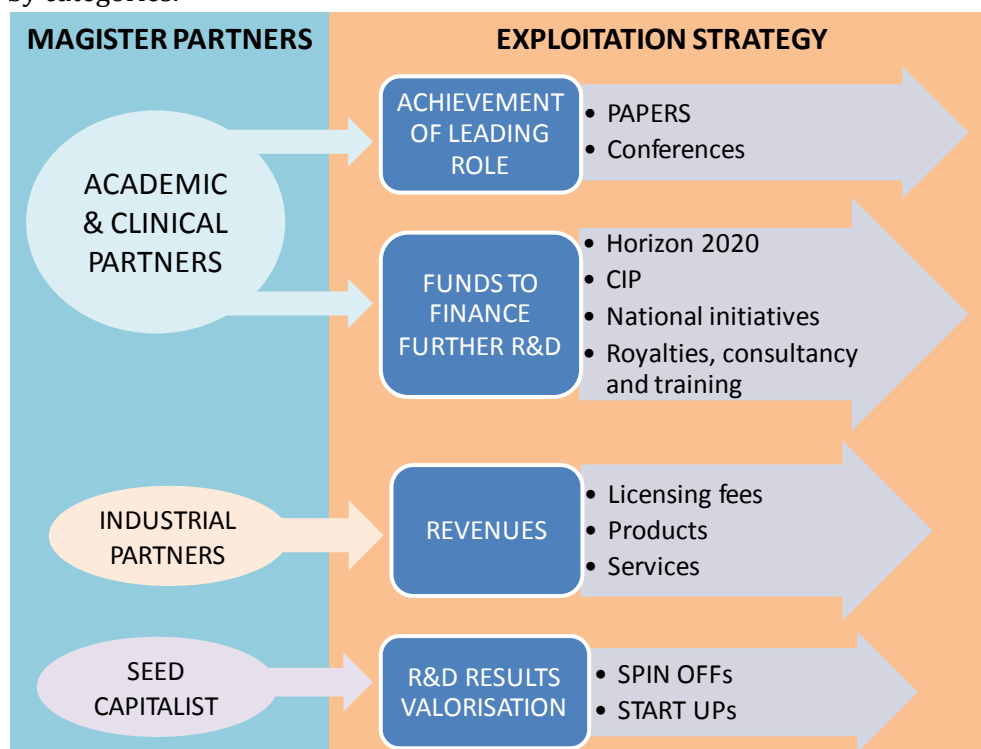 by categories.
MAGISTER PARTNERS
EXPLOITATION STRATEGY
ACADEMIC
& CLINICAL
PARTNERS
ACHIEVEMENT
OF LEADING
ROLE
• PAPERS
• Conferences
FUNDS TO
FINANCE
FURTHER R&D
• Horizon 2020
• CIP
• National initiatives
• Royalties, consultancy
and training
INDUSTRIAL
PARTNERS
REVENUES
• Licensing fees
• Products
• Services
SEED
CAPITALIST
R&D RESULTS
VALORISATION
• SPIN OFFs
• START UPs